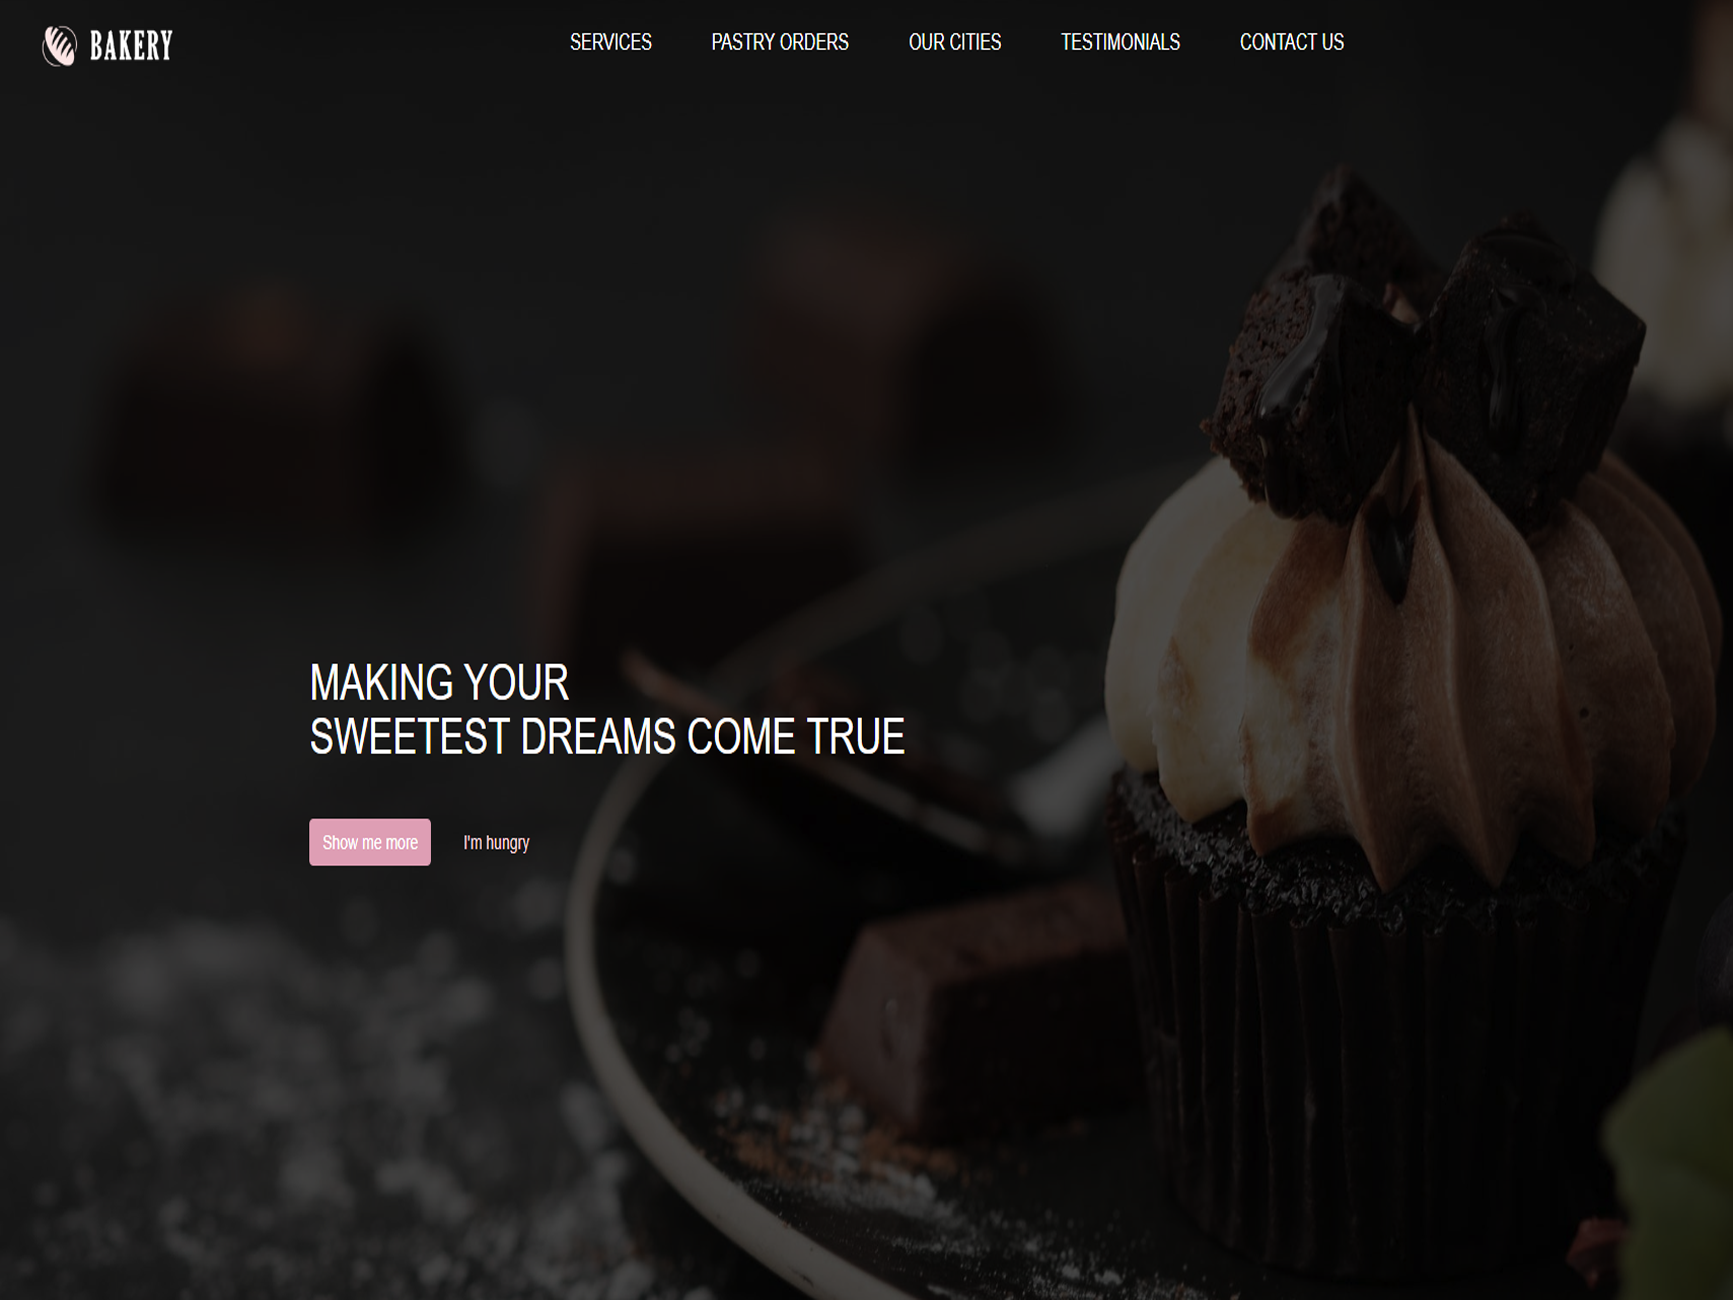 BAKERY
SERVICES PASTRY ORDERS OUR CITIES TESTIMONIALS CONTACT US
MAKING YOUR
SWEETEST DREAMS COME TRUE
Show me more I'm hungry